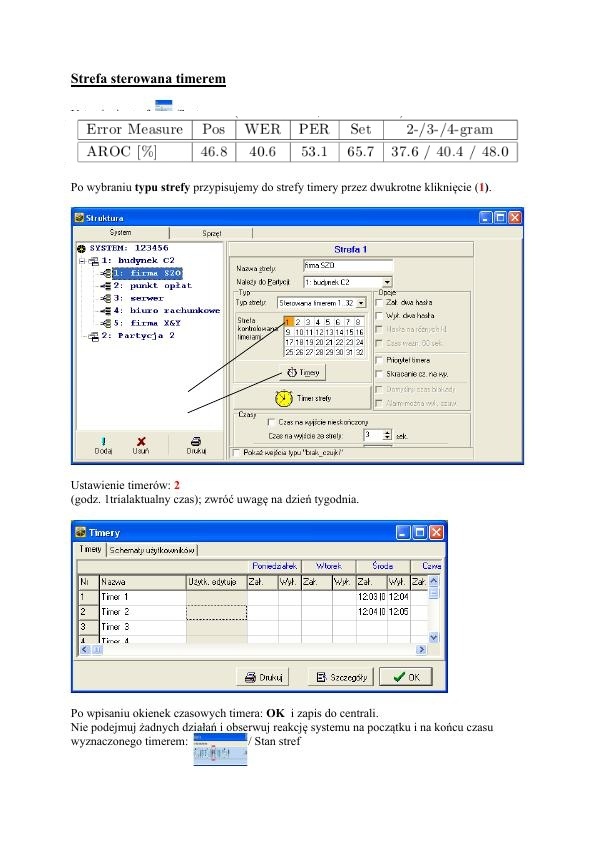 Strefa sterowana timerem
Error Measure Pos WER PER Set 2-/3-/4-gram
AROC [%] 46.8 40.6 53.1 65.7 37.6 / 40.4 / 48.0
Po wybraniu typu strefy przypisujemy do strefy timery przez dwukrotne kliknięcie (1).
Struktura
System Sprzęt
SYSTEM: 123456
1: budynek C2
1: firma SZO
2: punkt opłat
3: serwer
4: biuro rachunkowe
5: firma X&Y
2: Partycja 2
Dodaj Usuń Drukuj
Strefa 1
Nazwa strefy: firma SZO
Należy do Partycji: 1: budynek C2
Typ
Typ strefy: Sterowana timerem 1..32
Strefa kontrolowana timerami:
1 2 3 4 5 6 7 8
9 10 11 12 13 14 15 16
17 18 19 20 21 22 23 24
25 26 27 28 29 30 31 32
Timery
Timer strefy
Opcje
Zał. dwa hasła
Wył. dwa hasła
Hasła na różnych kl.
Czas ważn. 60 sek.
Priorytet timera
Skracanie cz. na wy.
Domyślny czas blokady
Alarm-można wył. czuw.
Czasy
Czas na wyjście nieskończony
Czas na wyjście ze strefy: 3 sek.
Pokaż wejścia typu "brak_czujki"
Ustawienie timerów: 2
(godz. 1trialaktualny czas); zwróć uwagę na dzień tygodnia.
Timery
Timery Schematy użytkowników
Poniedziałek Wtorek Środa Czwa
Nr Nazwa Użytk. edytuje Zał. Wył. Zał. Wył. Zał. Wył. Zał.
1 Timer 1 12:03 12:04
2 Timer 2 12:04 12:05
3 Timer 3
4 Timer 4
Drukuj Szczegóły OK
Po wpisaniu okienek czasowych timera: OK i zapis do centrali.
Nie podejmuj żadnych działań i obserwuj reakcję systemu na początku i na końcu czasu
wyznaczonego timerem: / Stan stref